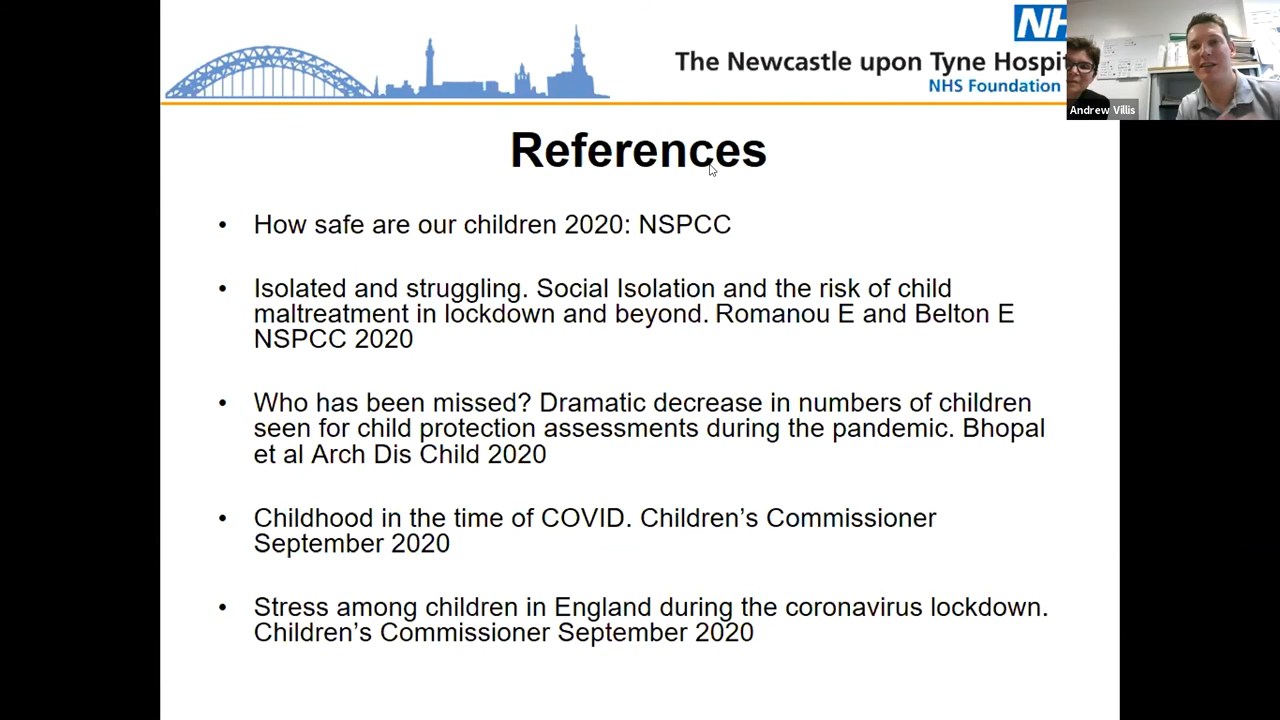 NH
The Newcastle upon Tyne Hospit
NHS Foundation
Andrew Villis
References
• How safe are our children 2020: NSPCC
• Isolated and struggling. Social Isolation and the risk of child
maltreatment in lockdown and beyond. Romanou E and Belton E
NSPCC 2020
• Who has been missed? Dramatic decrease in numbers of children
seen for child protection assessments during the pandemic. Bhopal
et al Arch Dis Child 2020
• Childhood in the time of COVID. Children’s Commissioner
September 2020
• Stress among children in England during the coronavirus lockdown.
Children’s Commissioner September 2020